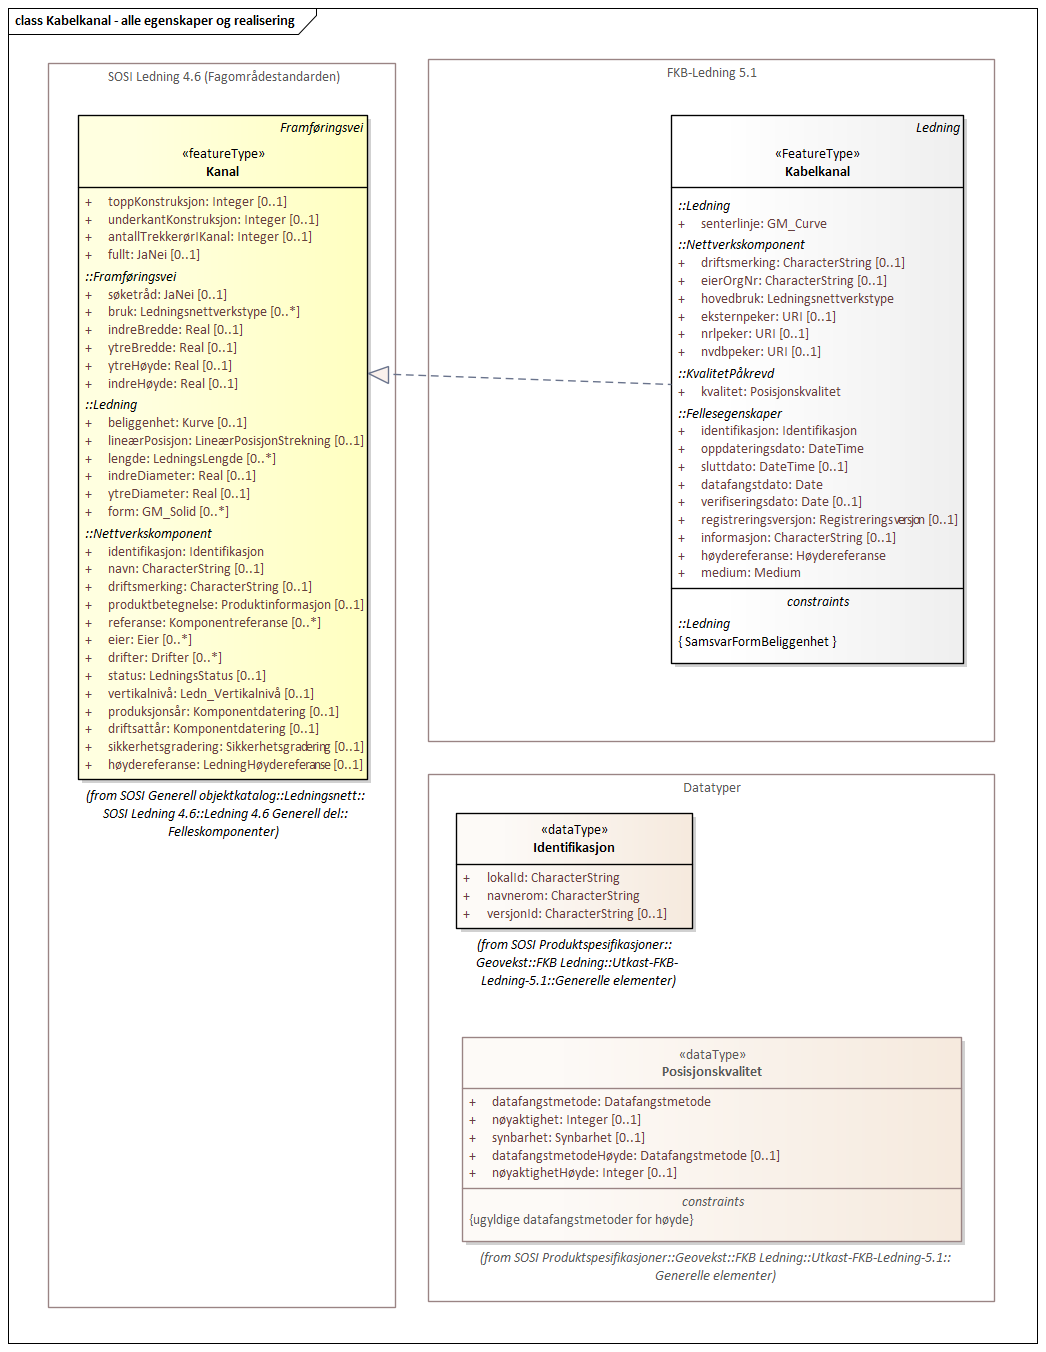 class Kabelkanal - alle egenskaper og realisering
SOSI Ledning 4.6 (Fagområdestandarden)
Framføringsvei
«featureType»
Kanal
+ toppKonstruksjon: Integer [0..1]
+ underkantKonstruksjon: Integer [0..1]
+ antallTrekkerørIKanal: Integer [0..1]
+ fullt: JaNei [0..1]
::Framføringsvei
+ søketråd: JaNei [0..1]
+ bruk: Ledningsnettverkstype [0..*]
+ indreBredde: Real [0..1]
+ ytreBredde: Real [0..1]
+ ytreHøyde: Real [0..1]
+ indreHøyde: Real [0..1]
::Ledning
+ beliggenhet: Kurve [0..1]
+ lineærPosisjon: LineærPosisjonStrekning [0..1]
+ lengde: LedningsLengde [0..*]
+ indreDiameter: Real [0..1]
+ ytreDiameter: Real [0..1]
+ form: GM_Solid [0..*]
::Nettverkskomponent
+ identifikasjon: Identifikasjon
+ navn: CharacterString [0..1]
+ driftsmerking: CharacterString [0..1]
+ produktbetegnelse: Produktinformasjon [0..1]
+ referanse: Komponentreferanse [0..*]
+ eier: Eier [0..*]
+ drifter: Drifter [0..*]
+ status: LedningsStatus [0..1]
+ vertikalnivå: Ledn_Vertikalnivå [0..1]
+ produksjonsår: Komponentdatering [0..1]
+ driftsattår: Komponentdatering [0..1]
+ sikkerhetsgradering: Sikkerhetsgradering [0..1]
+ høydereferanse: LedningHøydereferanse [0..1]
(from SOSI Generell objektkatalog::Ledningsnett::
SOSI Ledning 4.6::Ledning 4.6 Generell del::
Felleskomponenter)
FKB-Ledning 5.1
Ledning
«FeatureType»
Kabelkanal
::Ledning
+ senterlinje: GM_Curve
::Nettverkskomponent
+ driftsmerking: CharacterString [0..1]
+ eierOrgNr: CharacterString [0..1]
+ hovedbruk: Ledningsnettverkstype
+ eksternpeker: URI [0..1]
+ nrlpeker: URI [0..1]
+ nvdbpeker: URI [0..1]
::KvalitetPåkrevd
+ kvalitet: Posisjonskvalitet
::Fellesegenskaper
+ identifikasjon: Identifikasjon
+ oppdateringsdato: DateTime
+ sluttdato: DateTime [0..1]
+ datafangstdato: Date
+ verifiseringsdato: Date [0..1]
+ registreringsversjon: Registreringsversjon [0..1]
+ informasjon: CharacterString [0..1]
+ høydereferanse: Høydereferanse
+ medium: Medium
constraints
::Ledning
{ SamsvarFormBeliggenhet }
Datatyper
«dataType»
Identifikasjon
+ lokalId: CharacterString
+ navnerom: CharacterString
+ versjonId: CharacterString [0..1]
(from SOSI Produktspesifikasjoner::
Geovekst::FKB Ledning::Utkast-FKB-
Ledning-5.1::Generelle elementer)
«dataType»
Posisjonskvalitet
+ datafangstmetode: Datafangstmetode
+ nøyaktighet: Integer [0..1]
+ synbarhet: Synbarhet [0..1]
+ datafangstmetodeHøyde: Datafangstmetode [0..1]
+ nøyaktighetHøyde: Integer [0..1]
constraints
{ugyldige datafangstmetoder for høyde}
(from SOSI Produktspesifikasjoner::Geovekst::FKB Ledning::Utkast-FKB-Ledning-5.1::
Generelle elementer)